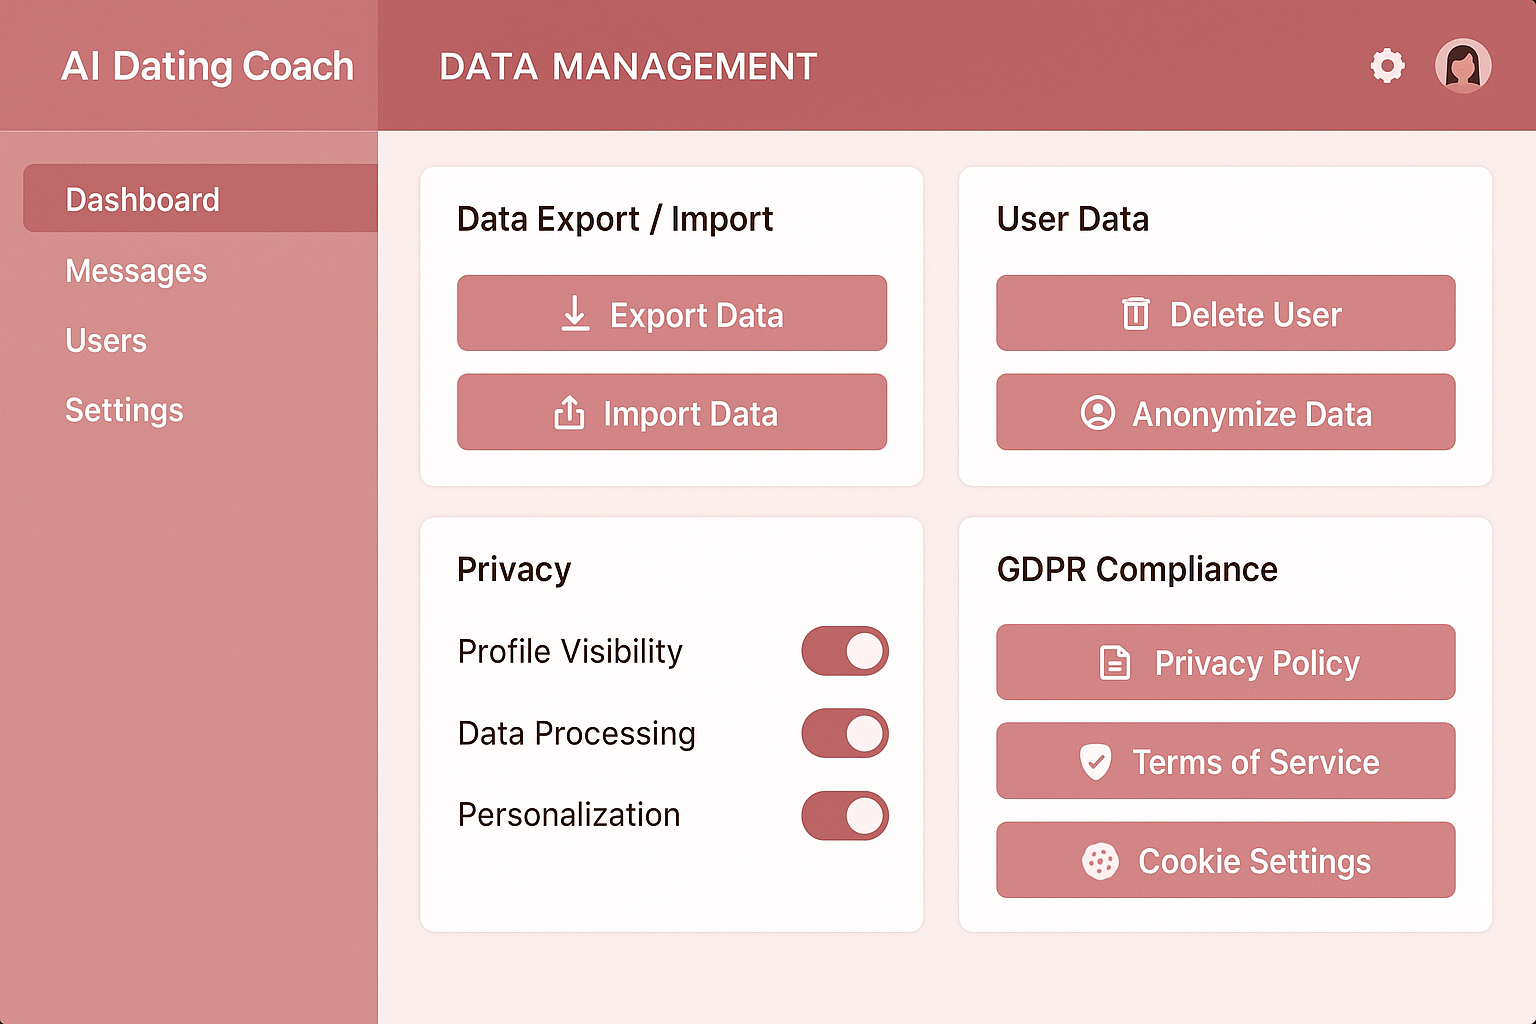 AI Dating Coach
DATA MANAGEMENT
Dashboard
Messages
Users
Settings
Data Export / Import
Export Data
Import Data
User Data
Delete User
Anonymize Data
Privacy
Profile Visibility
Data Processing
Personalization
GDPR Compliance
Privacy Policy
Terms of Service
Cookie Settings